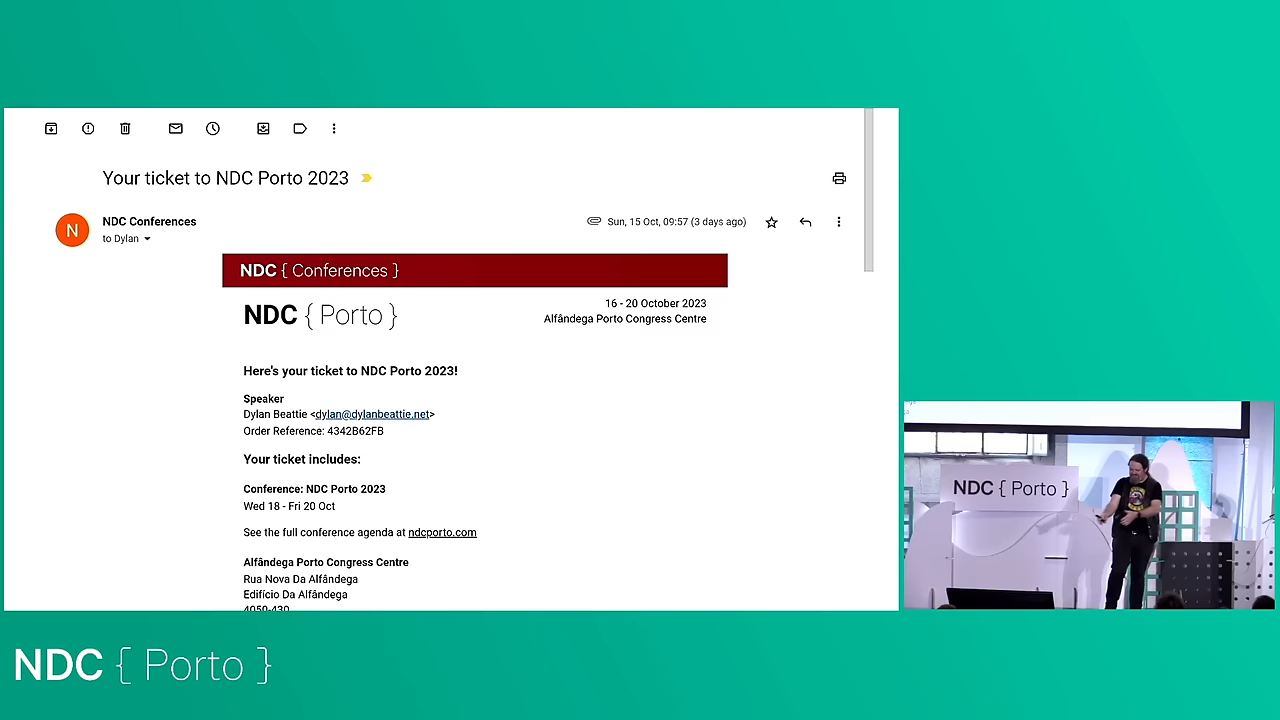 Your ticket to NDC Porto 2023
N
NDC Conferences
to Dylan
Sun, 15 Oct, 09:57 (3 days ago)
NDC { Conferences }
NDC { Porto }
16 - 20 October 2023
Alfândega Porto Congress Centre
Here's your ticket to NDC Porto 2023!
Speaker
Dylan Beattie <dylan@dylanbeattie.net>
Order Reference: 4342B62FB
Your ticket includes:
Conference: NDC Porto 2023
Wed 18 - Fri 20 Oct
See the full conference agenda at ndcporto.com
Alfândega Porto Congress Centre
Rua Nova Da Alfândega
Edifício Da Alfândega
4050-430
NDC { Porto }
NDC { Porto }